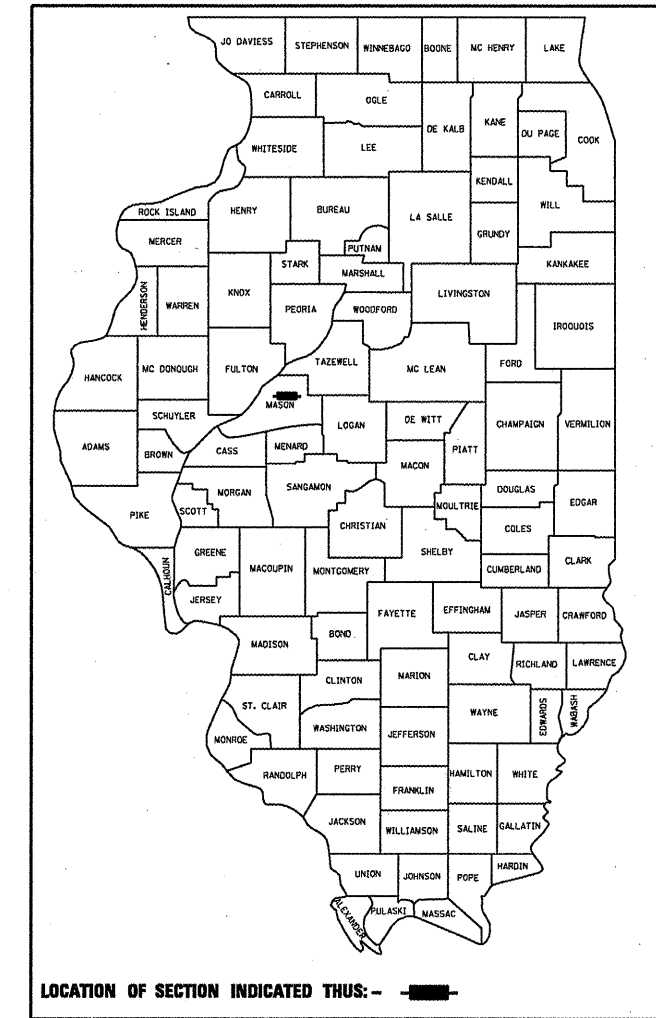 JO DAVIESS STEPHENSON WINNEBAGO BOONE MC HENRY LAKE
CARROLL OGLE DE KALB KANE DU PAGE COOK
WHITESIDE LEE
KENDALL WILL
ROCK ISLAND HENRY BUREAU LA SALLE
MERCER PUTNAM GRUNDY
STARK MARSHALL KANKAKEE
HENDERSON WARREN KNOX PEORIA WOODFORD LIVINGSTON IROQUOIS
HANCOCK MC DONOUGH FULTON TAZEWELL MC LEAN FORD
MASON
SCHUYLER LOGAN DE WITT CHAMPAIGN VERMILION
ADAMS BROWN CASS MENARD MACON PIATT
PIKE SCOTT MORGAN SANGAMON MOULTRIE DOUGLAS EDGAR
CHRISTIAN COLES
CALHOUN GREENE MACOUPIN MONTGOMERY SHELBY CUMBERLAND CLARK
JERSEY FAYETTE EFFINGHAM JASPER CRAWFORD
MADISON BOND
CLINTON MARION CLAY RICHLAND LAWRENCE
ST. CLAIR WASHINGTON JEFFERSON WAYNE EDWARDS WABASH
MONROE
RANDOLPH PERRY FRANKLIN HAMILTON WHITE
JACKSON WILLIAMSON SALINE GALLATIN
UNION JOHNSON POPE HARDIN
ALEXANDER PULASKI MASSAC
LOCATION OF SECTION INDICATED THUS:-